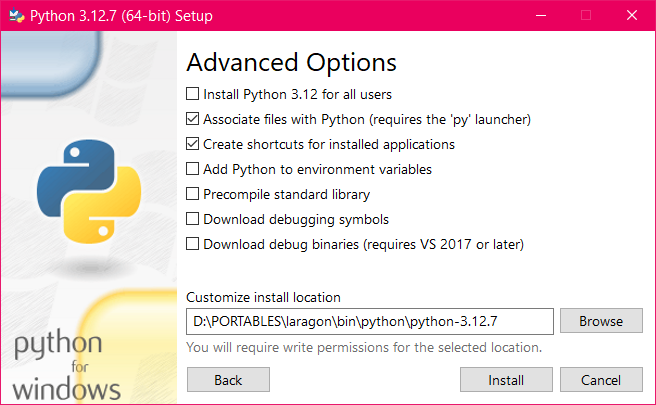 Python 3.12.7 (64-bit) Setup
Advanced Options
Install Python 3.12 for all users
Associate files with Python (requires the 'py' launcher)
Create shortcuts for installed applications
Add Python to environment variables
Precompile standard library
Download debugging symbols
Download debug binaries (requires VS 2017 or later)
Customize install location
D:\PORTABLES\laragon\bin\python\python-3.12.7
Browse
You will require write permissions for the selected location.
python
for
windows
Back
Install
Cancel